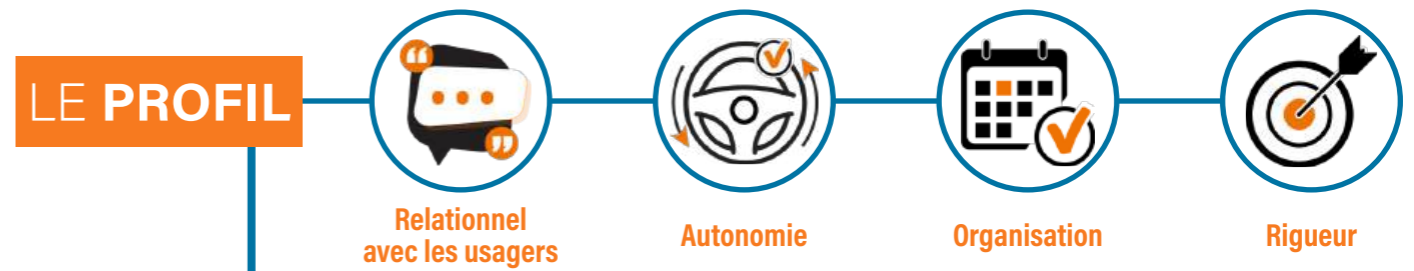 LE PROFIL
Relationnel
avec les usagers
Autonomie
Organisation
Rigueur